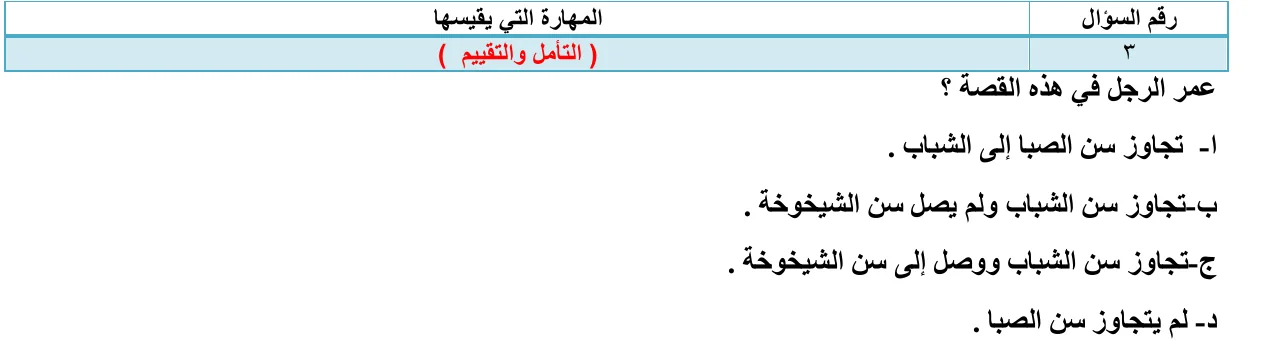 رقم السؤال المهارة التي يقيسها
٣ ( التأمل والتقييم )
عمر الرجل في هذه القصة ؟
ا- تجاوز سن الصبا إلى الشباب .
ب-تجاوز سن الشباب ولم يصل سن الشيخوخة .
ج-تجاوز سن الشباب ووصل إلى سن الشيخوخة .
د- لم يتجاوز سن الصبا .